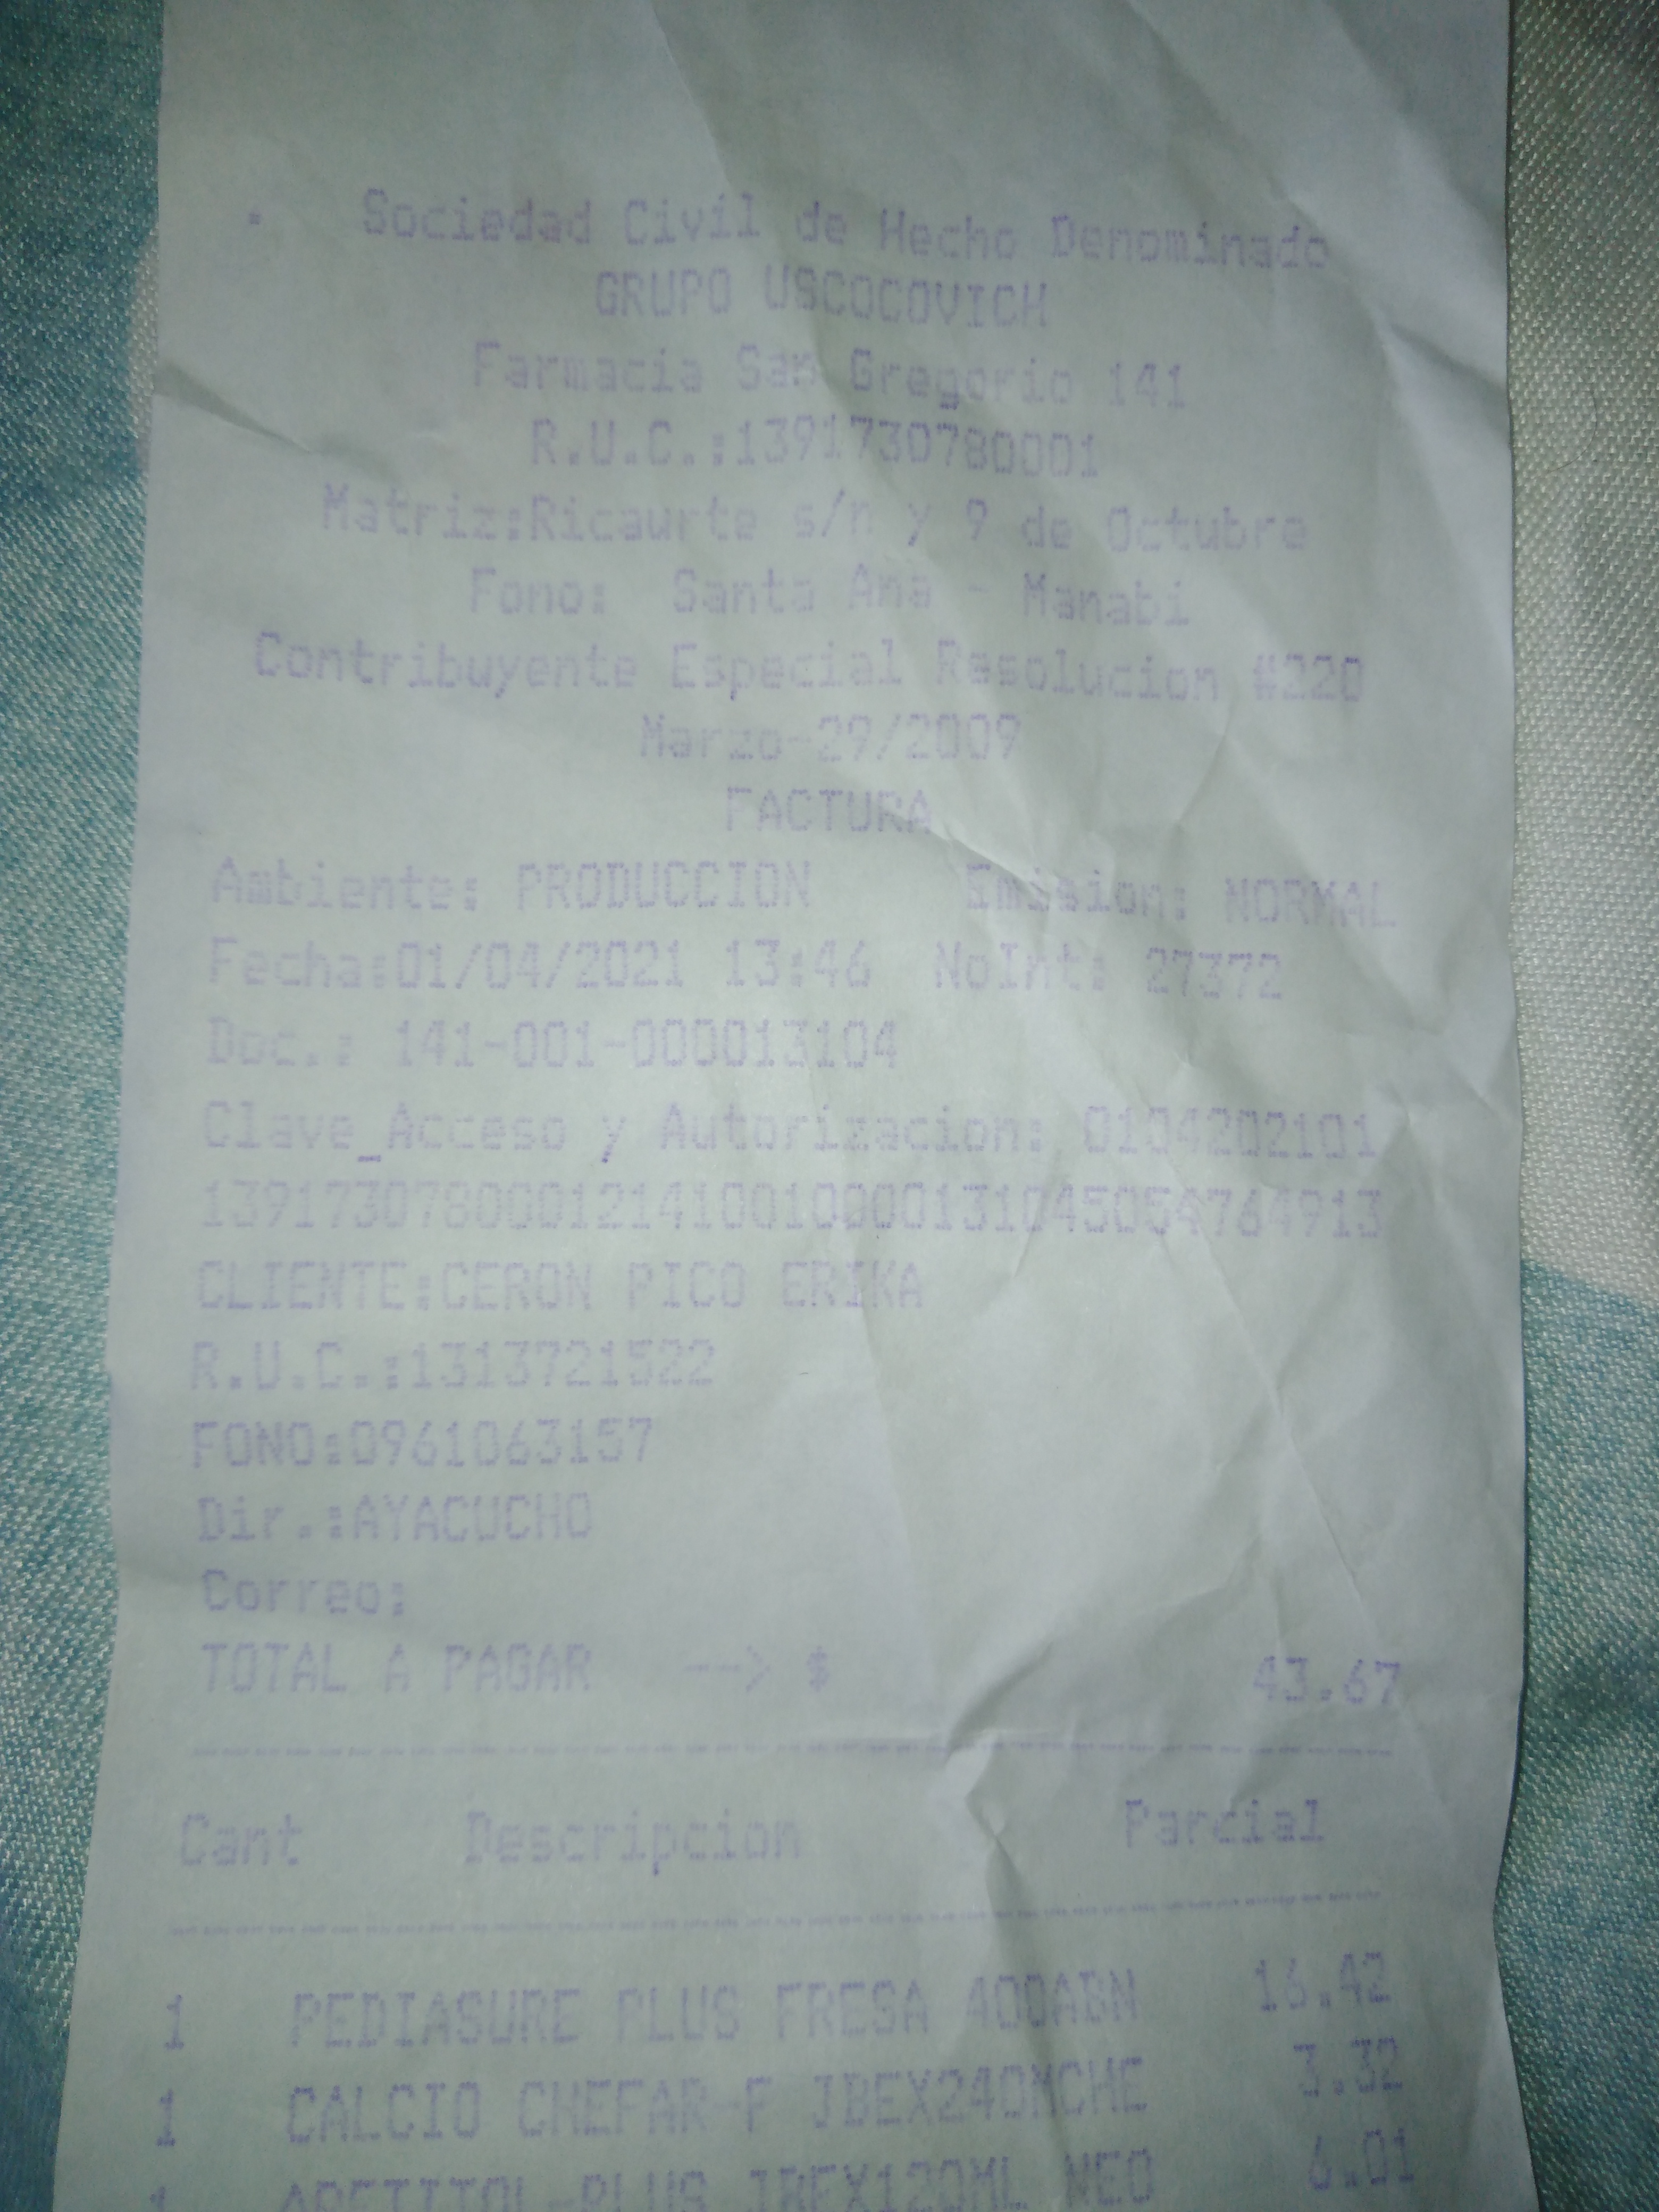 Sociedad Civil de Hecho Denominado
GRUPO USCOCOVICH
Farmacia San Gregorio 141
R.U.C.:1391730780001
Matriz:Ricaurte s/n y 9 de Octubre
Fono: Santa Ana - Manabi
Contribuyente Especial Resolucion #220
Marzo-29/2009
FACTURA
Ambiente: PRODUCCION Emision: NORMAL
Fecha:01/04/2021 13:46 NoInt: 27372
Doc.: 141-001-000013104
Clave_Acceso y Autorizacion: 0104202101
139173078000121410010000131045054764913
CLIENTE:CERON PICO ERIKA
R.U.C.:1313721522
FONO:0961063157
Dir.:AYACUCHO
Correo:
TOTAL A PAGAR --> $ 43.67
Cant Descripcion Parcial
1 PEDIASURE PLUS FRESA 400ABN 16.42
1 CALCIO CHEFAR-F JBEX240MCHE 3.32
1 APETITOL-PLUS JBEX120ML NEO 6.01